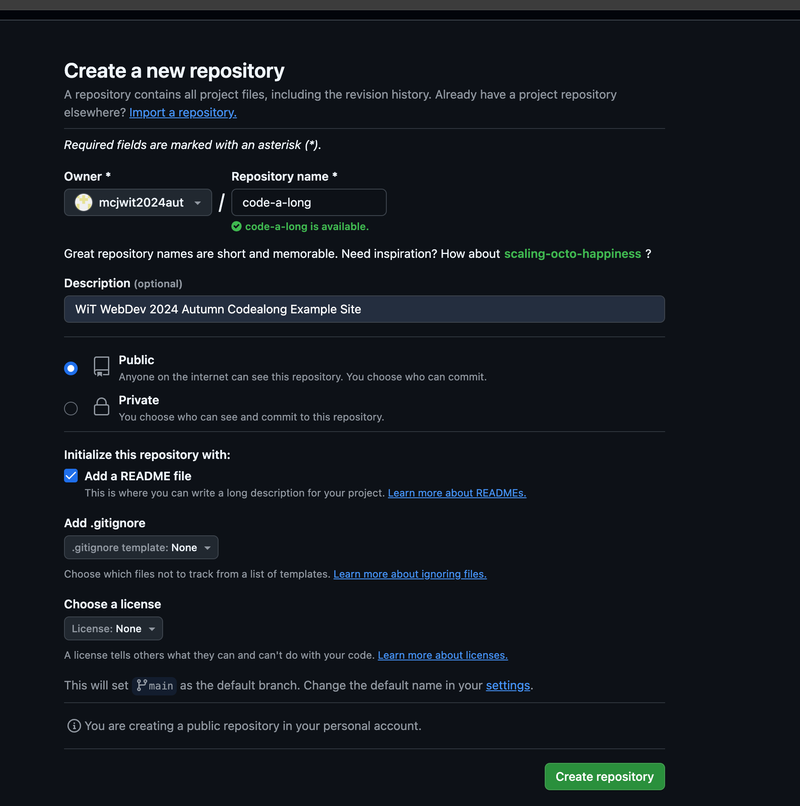 Create a new repository
A repository contains all project files, including the revision history. Already have a project repository
elsewhere? Import a repository.
Required fields are marked with an asterisk (*).
Owner * Repository name *
mcjwit2024aut / code-a-long
code-a-long is available.
Great repository names are short and memorable. Need inspiration? How about scaling-octo-happiness ?
Description (optional)
WiT WebDev 2024 Autumn Codealong Example Site
Public
Anyone on the internet can see this repository. You choose who can commit.
Private
You choose who can see and commit to this repository.
Initialize this repository with:
Add a README file
This is where you can write a long description for your project. Learn more about READMEs.
Add .gitignore
.gitignore template: None
Choose which files not to track from a list of templates. Learn more about ignoring files.
Choose a license
License: None
A license tells others what they can and can't do with your code. Learn more about licenses.
This will set main as the default branch. Change the default name in your settings.
You are creating a public repository in your personal account.
Create repository